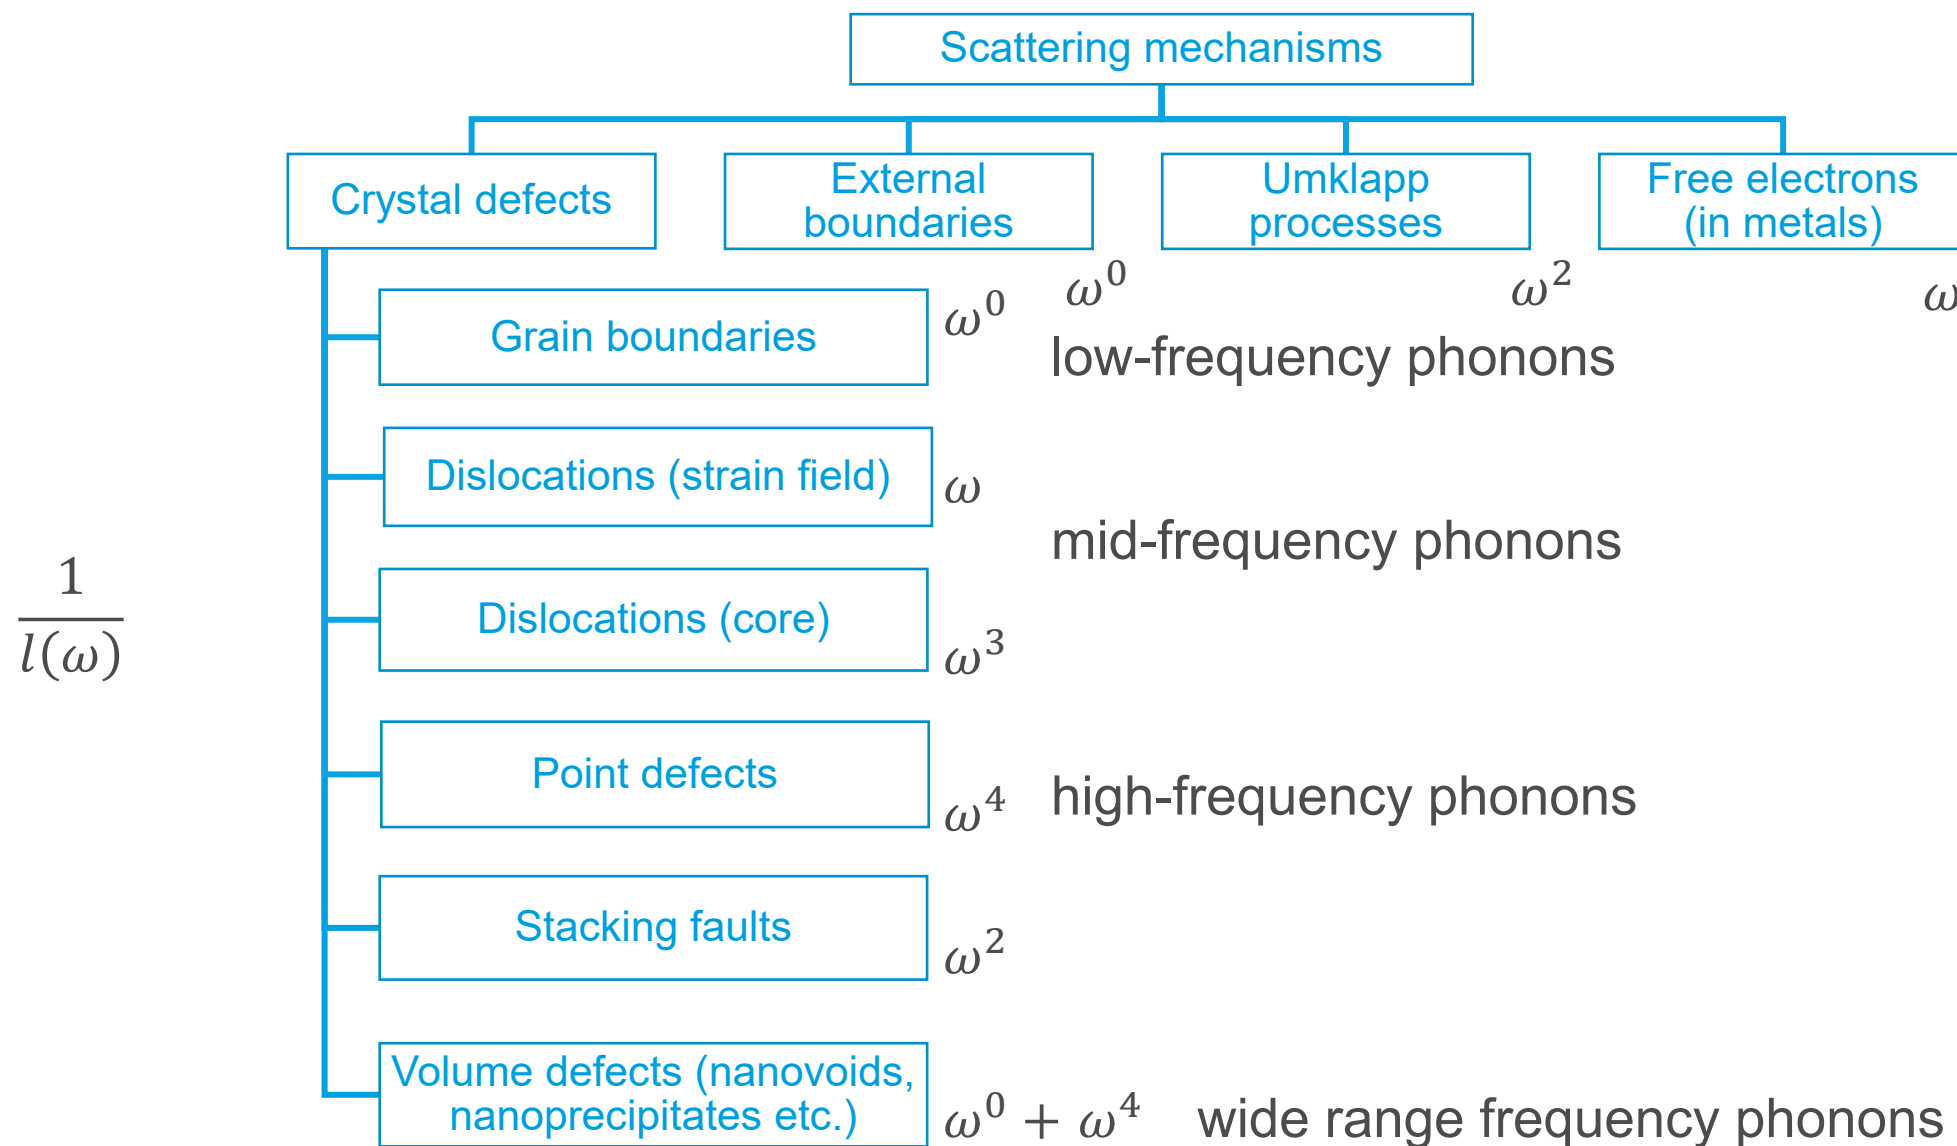 Scattering mechanisms
Crystal defects
External
boundaries
Umklapp
processes
Free electrons
(in metals)
ω⁰
ω²
ω
Grain boundaries
ω⁰
low-frequency phonons
Dislocations (strain field)
ω
mid-frequency phonons
1
l(ω)
Dislocations (core)
ω³
Point defects
ω⁴
high-frequency phonons
Stacking faults
ω²
Volume defects (nanovoids,
nanoprecipitates etc.)
ω⁰ + ω⁴
wide range frequency phonons